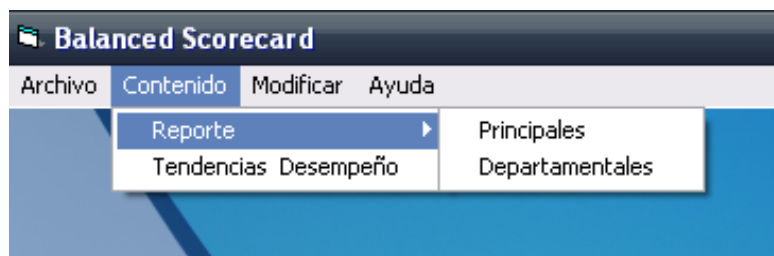 Balanced Scorecard
Archivo Contenido Modificar Ayuda
Reporte Principales
Tendencias Desempeño Departamentales